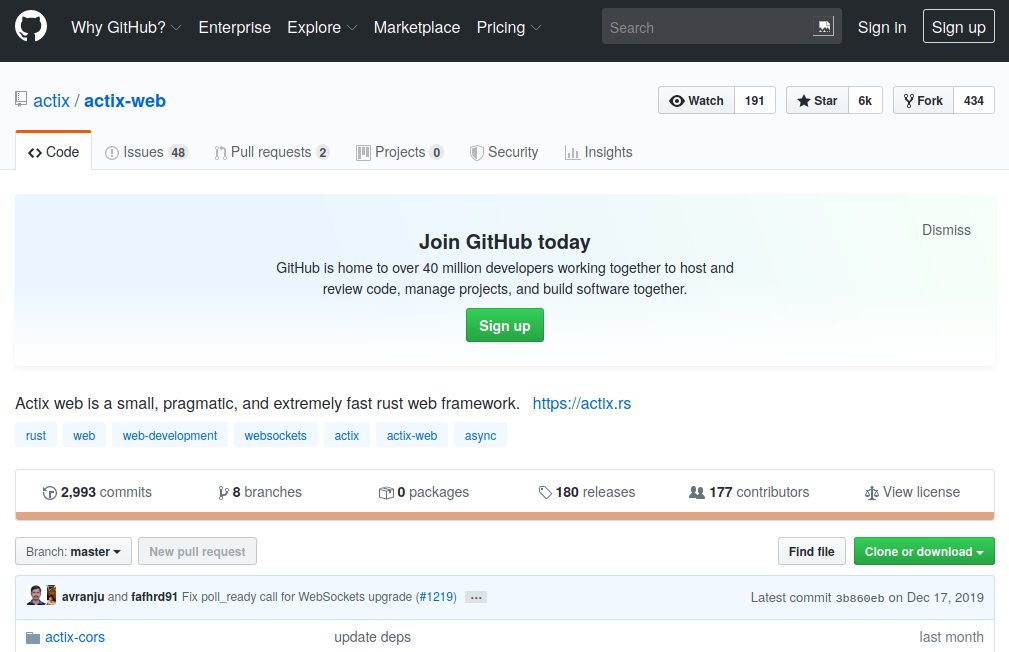 Why GitHub? Enterprise Explore Marketplace Pricing Search Sign in Sign up
actix / actix-web Watch 191 Star 6k Fork 434
Code Issues 48 Pull requests 2 Projects 0 Security Insights
Dismiss
Join GitHub today
GitHub is home to over 40 million developers working together to host and
review code, manage projects, and build software together.
Sign up
Actix web is a small, pragmatic, and extremely fast rust web framework. https://actix.rs
rust web web-development websockets actix actix-web async
2,993 commits 8 branches 0 packages 180 releases 177 contributors View license
Branch: master New pull request Find file Clone or download
avranju and fafhrd91 Fix poll_ready call for WebSockets upgrade (#1219) ... Latest commit 3b860eb on Dec 17, 2019
actix-cors update deps last month